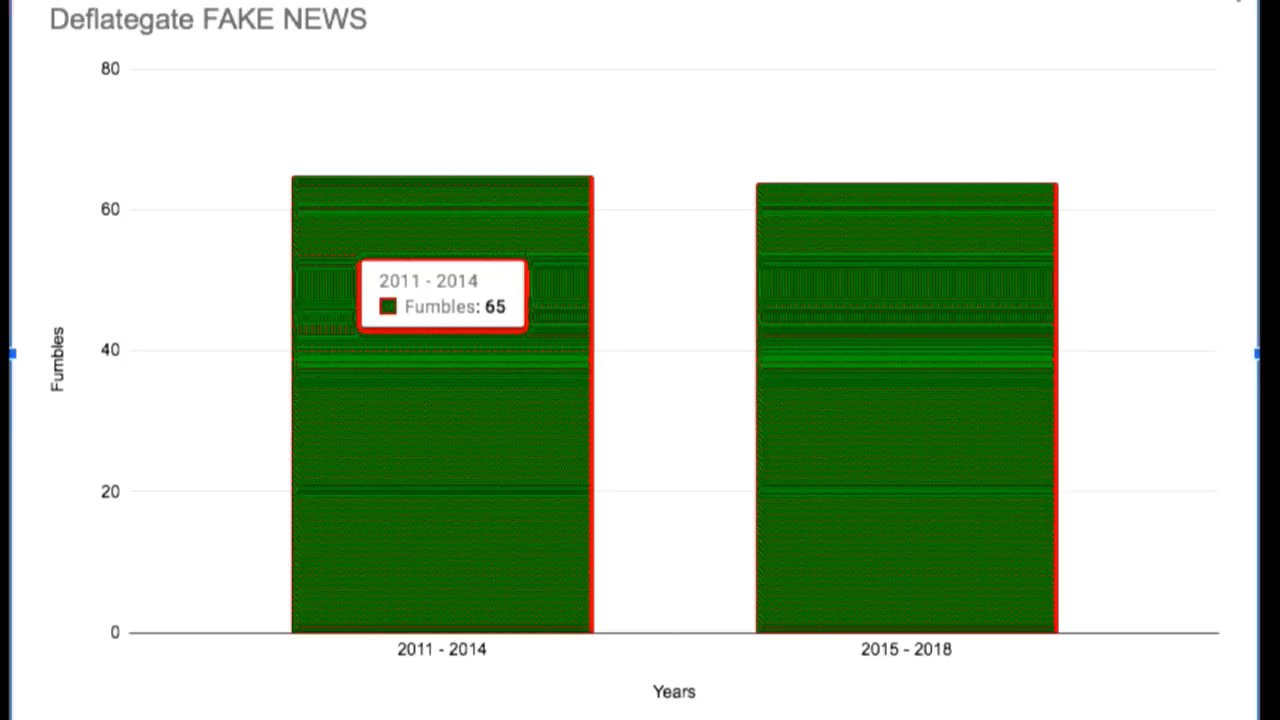 Deflategate FAKE NEWS
80
60
40
20
0
Fumbles
2011 - 2014
Fumbles: 65
2011 - 2014
2015 - 2018
Years